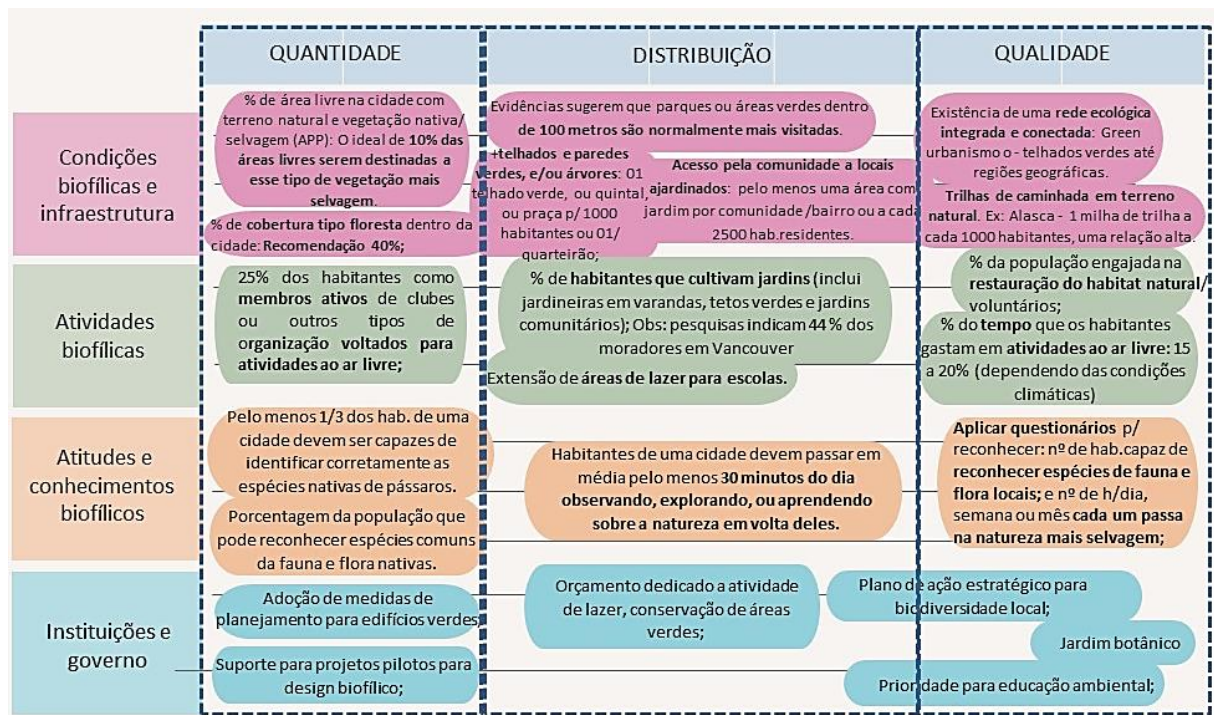 QUANTIDADE
DISTRIBUIÇÃO
QUALIDADE
Condições
biofílicas e
infraestrutura
% de área livre na cidade com
terreno natural e vegetação nativa/
selvagem (APP): O ideal de 10% das
áreas livres serem destinadas a
esse tipo de vegetação mais
selvagem.
% de cobertura tipo floresta dentro da
cidade: Recomendação 40%;
Evidências sugerem que parques ou áreas verdes dentro
de 100 metros são normalmente mais visitadas.
+telhados e paredes
verdes, e/ou árvores: 01
telhado verde, ou quintal,
ou praça p/ 1000
habitantes ou 01/
quarteirão;
Acesso pela comunidade a locais
ajardinados: pelo menos uma área com
jardim por comunidade/bairro ou a cada
2500 hab.residentes.
Existência de uma rede ecológica
integrada e conectada: Green
urbanismo o - telhados verdes até
regiões geográficas.
Trilhas de caminhada em terreno
natural. Ex: Alasca - 1 milha de trilha a
cada 1000 habitantes, uma relação alta.
Atividades
biofílicas
25% dos habitantes como
membros ativos de clubes
ou outros tipos de
organização voltados para
atividades ao ar livre;
% de habitantes que cultivam jardins (inclui
jardineiras em varandas, tetos verdes e jardins
comunitários); Obs: pesquisas indicam 44 % dos
moradores em Vancouver
Extensão de áreas de lazer para escolas.
% da população engajada na
restauração do habitat natural/
voluntários;
% do tempo que os habitantes
gastam em atividades ao ar livre: 15
a 20% (dependendo das condições
climáticas)
Atitudes e
conhecimentos
biofílicos
Pelo menos 1/3 dos hab. de uma
cidade devem ser capazes de
identificar corretamente as
espécies nativas de pássaros.
Porcentagem da população que
pode reconhecer espécies comuns
da fauna e flora nativas.
Habitantes de uma cidade devem passar em
média pelo menos 30 minutos do dia
observando, explorando, ou aprendendo
sobre a natureza em volta deles.
Aplicar questionários p/
reconhecer: nº de hab.capaz de
reconhecer espécies de fauna e
flora locais; e nº de h/dia,
semana ou mês cada um passa
na natureza mais selvagem;
Instituições e
governo
Adoção de medidas de
planejamento para edifícios verdes;
Suporte para projetos pilotos para
design biofílico;
Orçamento dedicado a atividade
de lazer, conservação de áreas
verdes;
Plano de ação estratégico para
biodiversidade local;
Jardim botânico
Prioridade para educação ambiental;